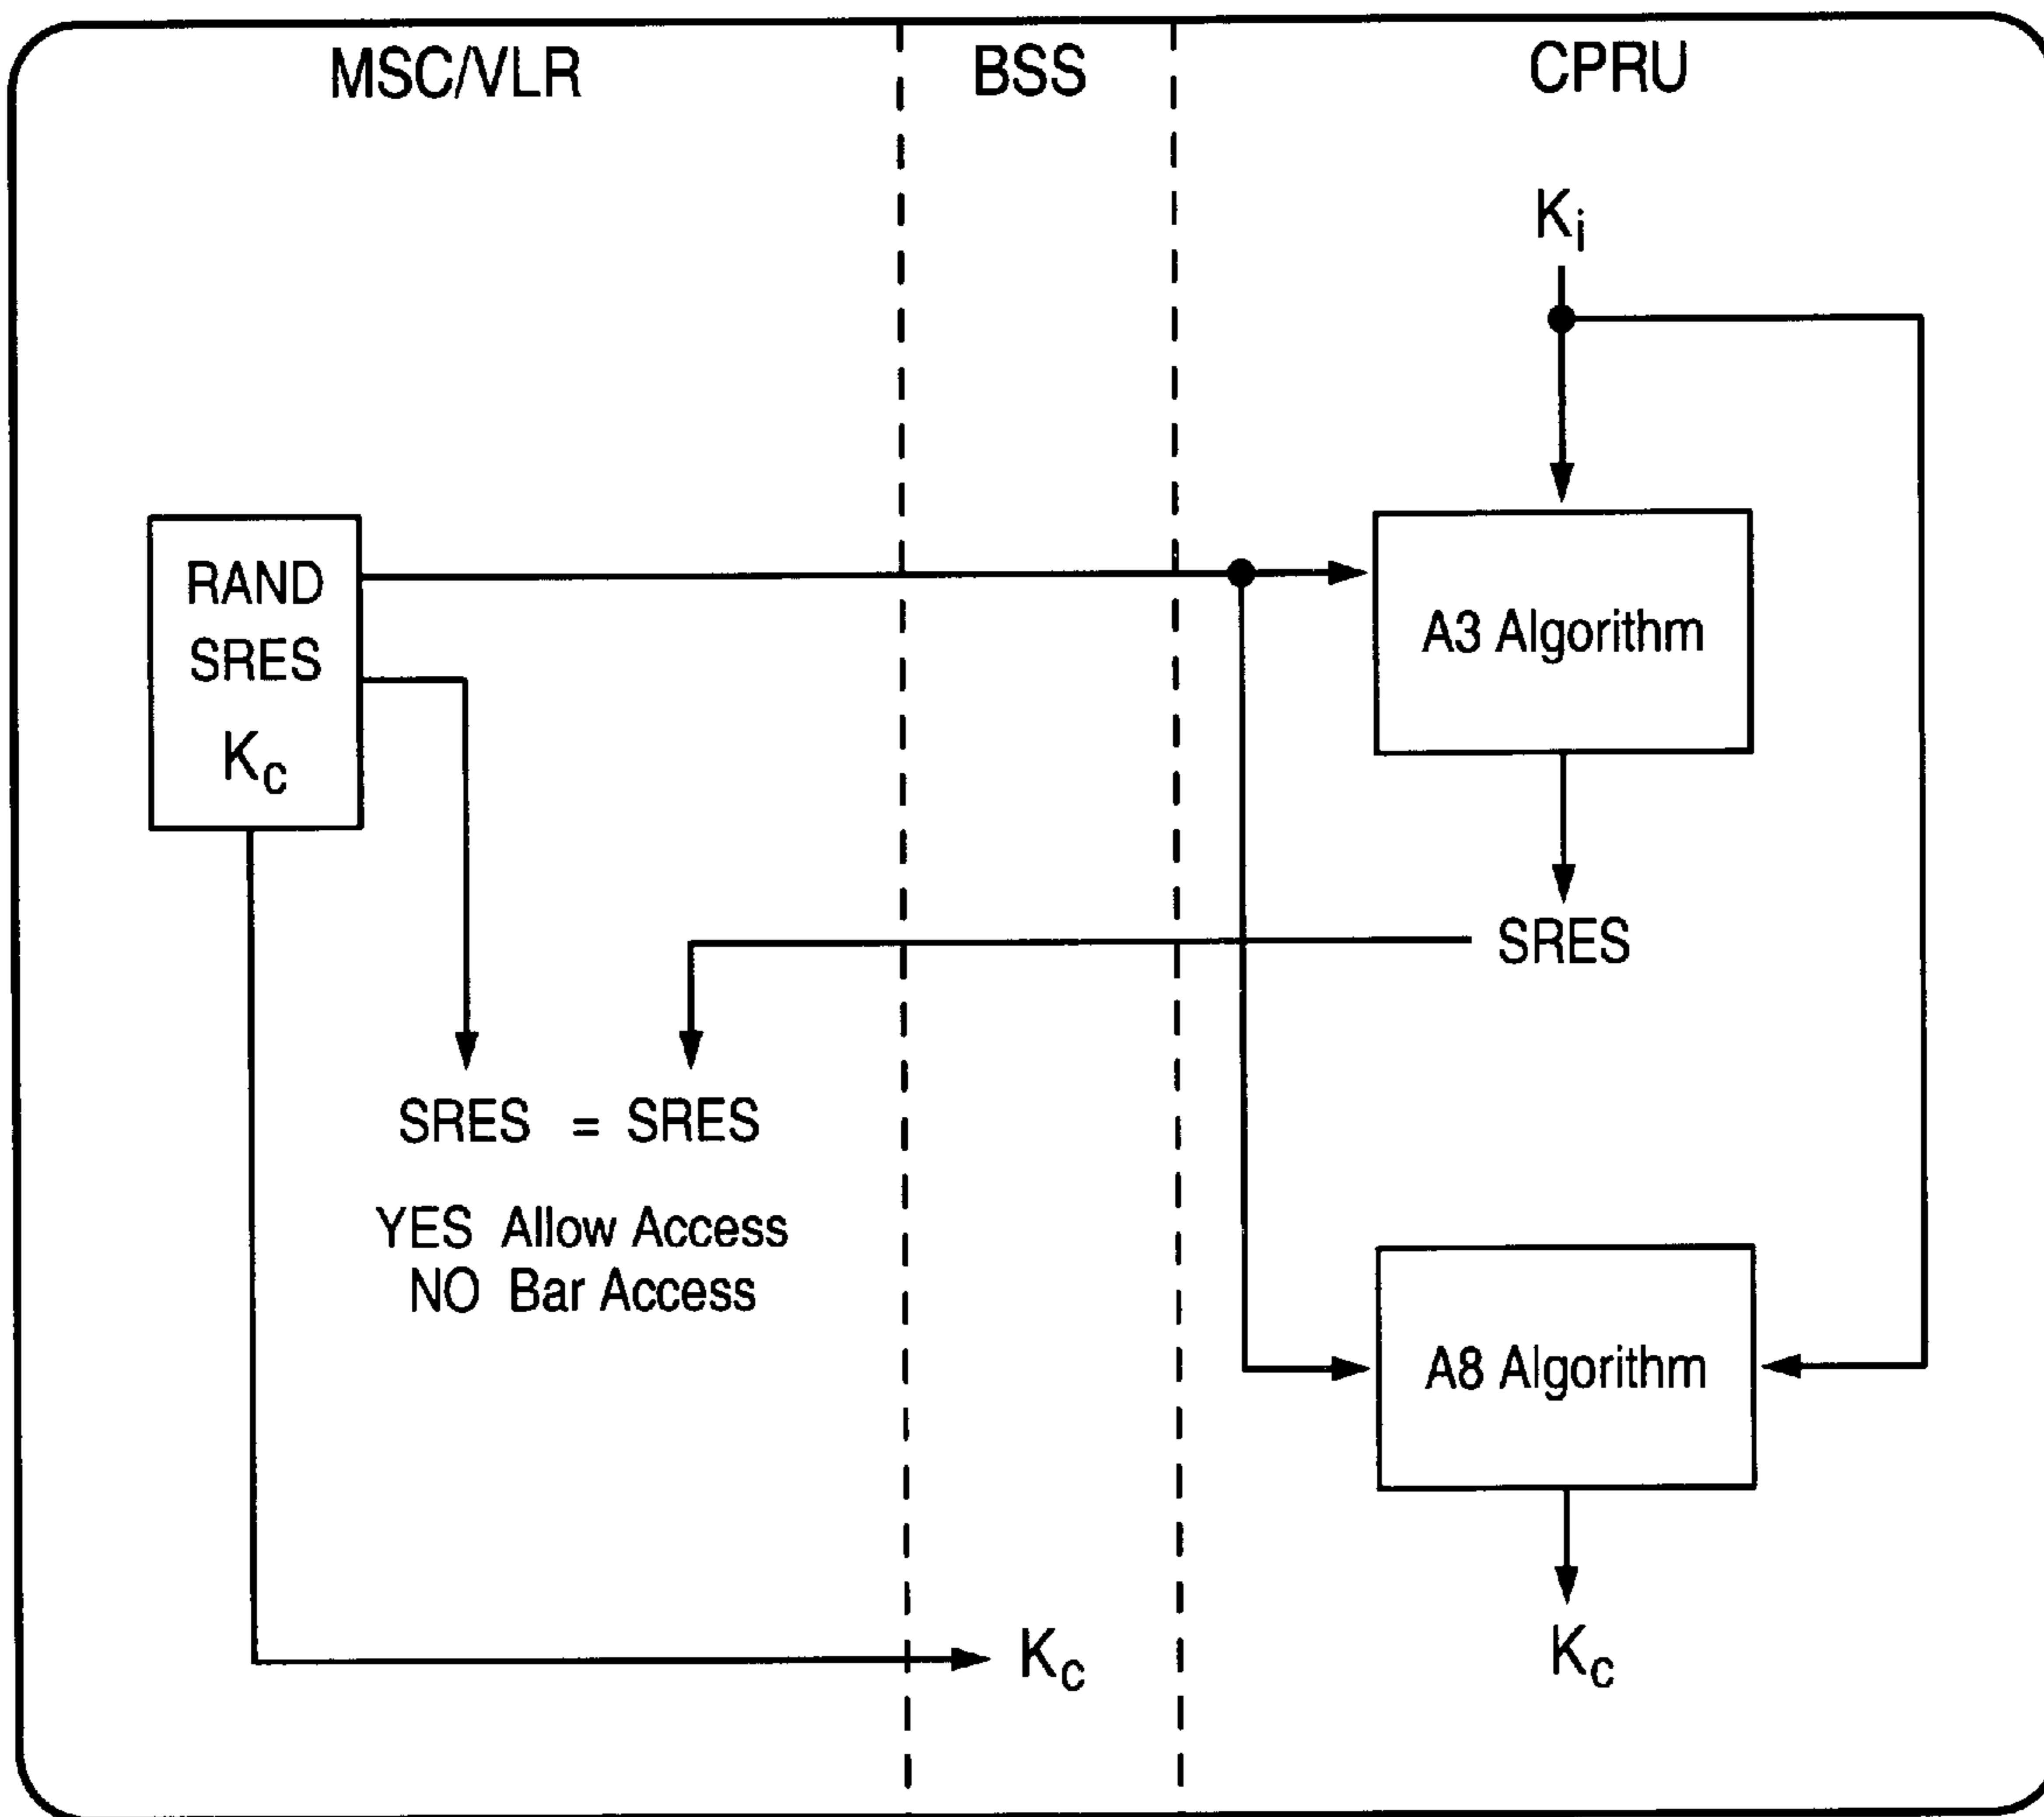 MSC/VLR
BSS
CPRU
Ki
RAND
SRES
Kc
A3 Algorithm
SRES
SRES = SRES
YES Allow Access
NO Bar Access
A8 Algorithm
Kc
Kc